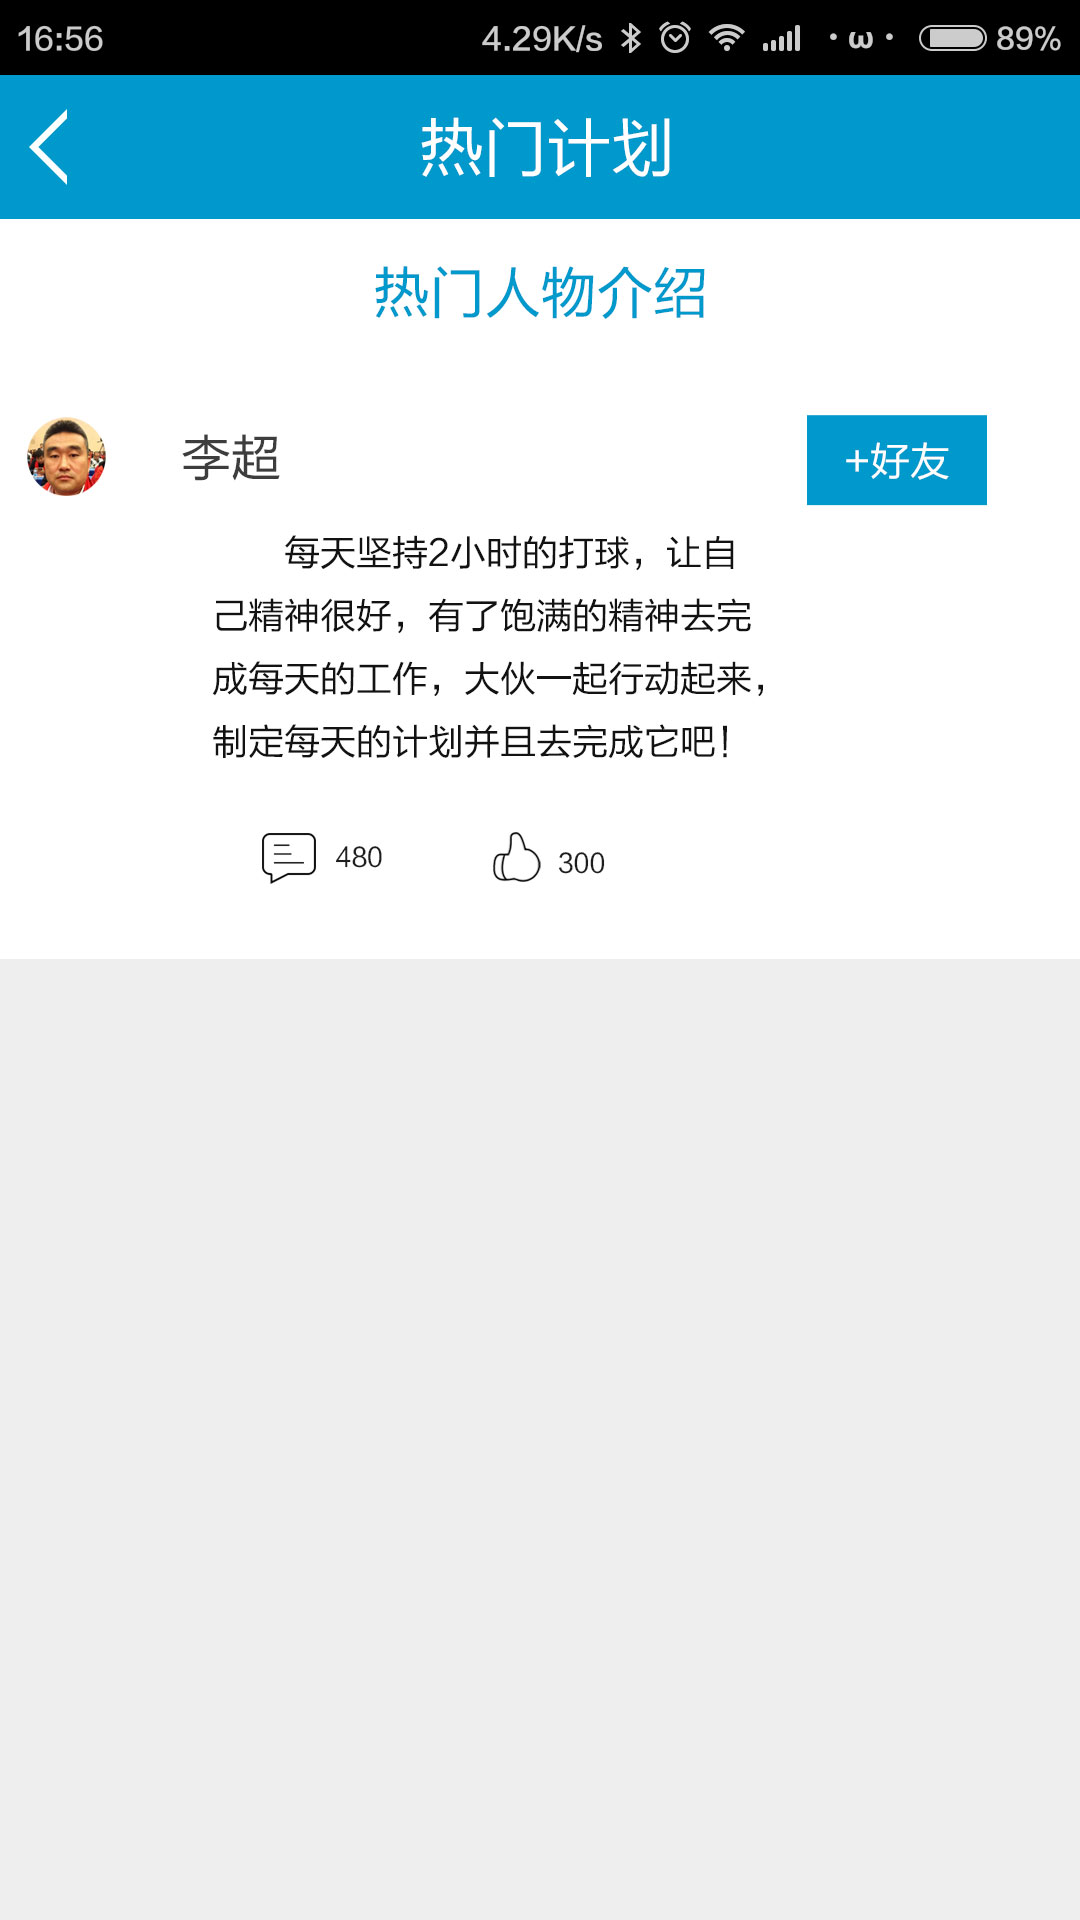 16:56 4.29K/s ·ω· 89%
热门计划
热门人物介绍
李超
+好友
每天坚持2小时的打球，让自
己精神很好，有了饱满的精神去完
成每天的工作，大伙一起行动起来，
制定每天的计划并且去完成它吧！
480 300